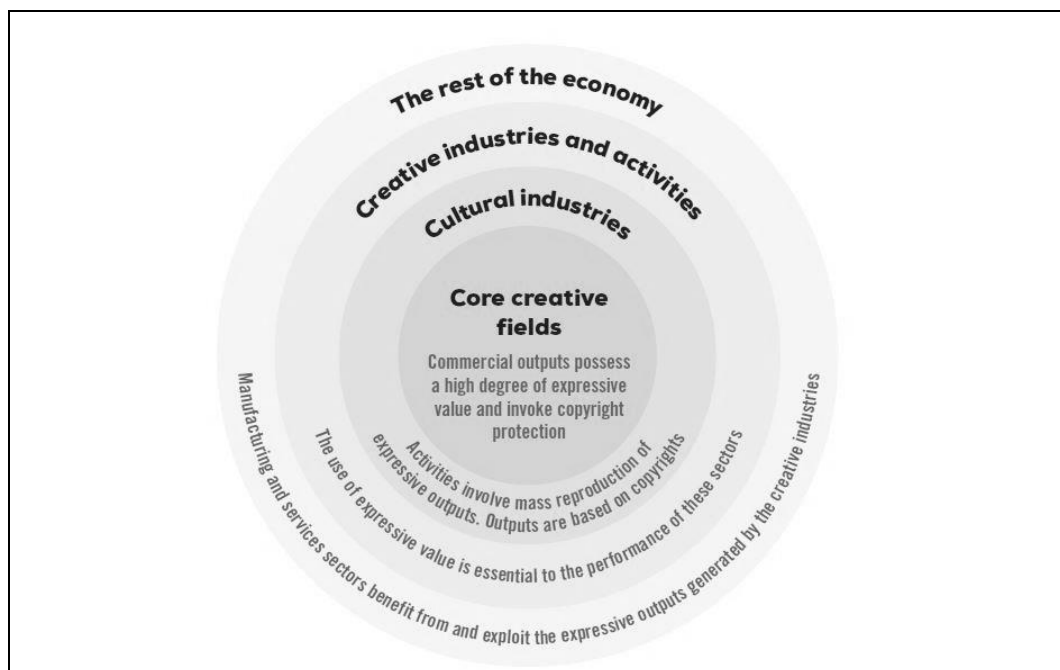 The rest of the economy
Creative industries and activities
Cultural industries
Core creative
fields
Commercial outputs possess
a high degree of expressive
value and invoke copyright
protection
Activities involve mass reproduction of
expressive outputs. Outputs are based on copyrights
The use of expressive value is essential to the performance of these sectors
Manufacturing and services sectors benefit from and exploit the expressive outputs generated by the creative industries